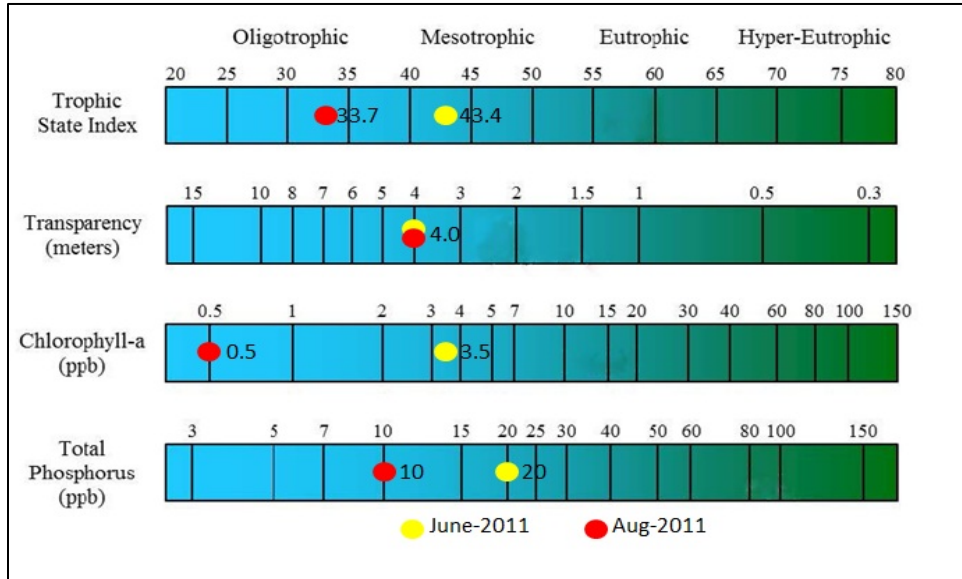 Oligotrophic Mesotrophic Eutrophic Hyper-Eutrophic
20 25 30 35 40 45 50 55 60 65 70 75 80
Trophic
State Index
33.7 43.4
15 10 8 7 6 5 4 3 2 1.5 1 0.5 0.3
Transparency
(meters)
4.0
0.5 1 2 3 4 5 7 10 15 20 30 40 60 80 100 150
Chlorophyll-a
(ppb)
0.5 3.5
3 5 7 10 15 20 25 30 40 50 60 80 100 150
Total
Phosphorus
(ppb)
10 20
June-2011 Aug-2011